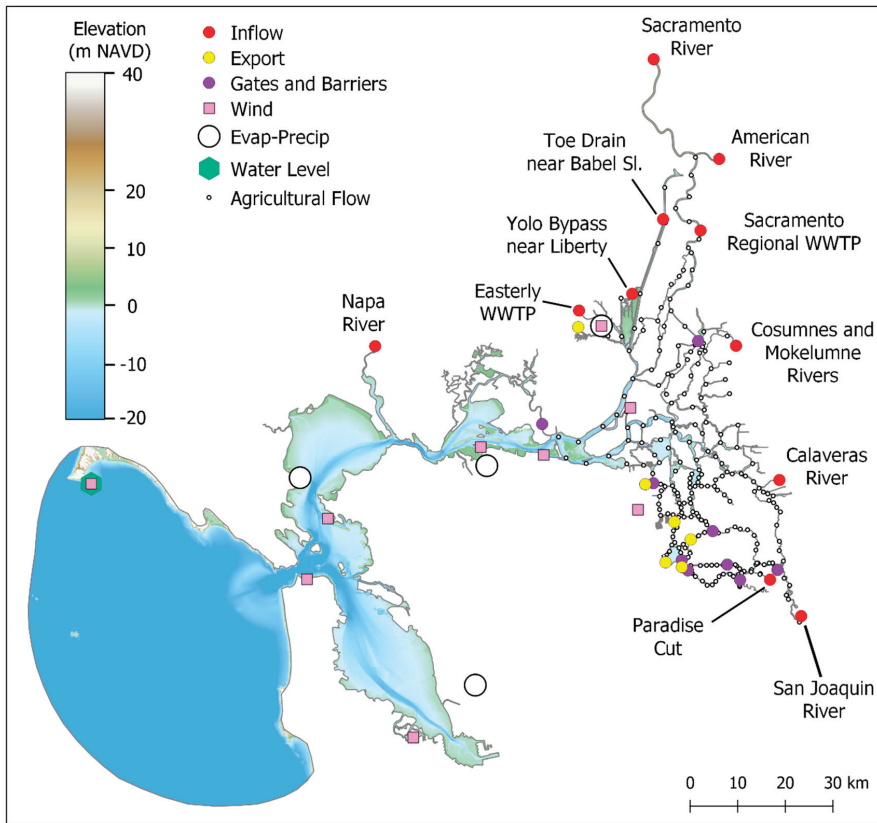 Elevation
(m NAVD)
40
20
10
0
-10
-20
Inflow
Export
Gates and Barriers
Wind
Evap-Precip
Water Level
Agricultural Flow
Sacramento
River
American
River
Toe Drain
near Babel Sl.
Sacramento
Regional WWTP
Yolo Bypass
near Liberty
Easterly
WWTP
Napa
River
Cosumnes and
Mokelumne
Rivers
Calaveras
River
Paradise
Cut
San Joaquin
River
0 10 20 30 km